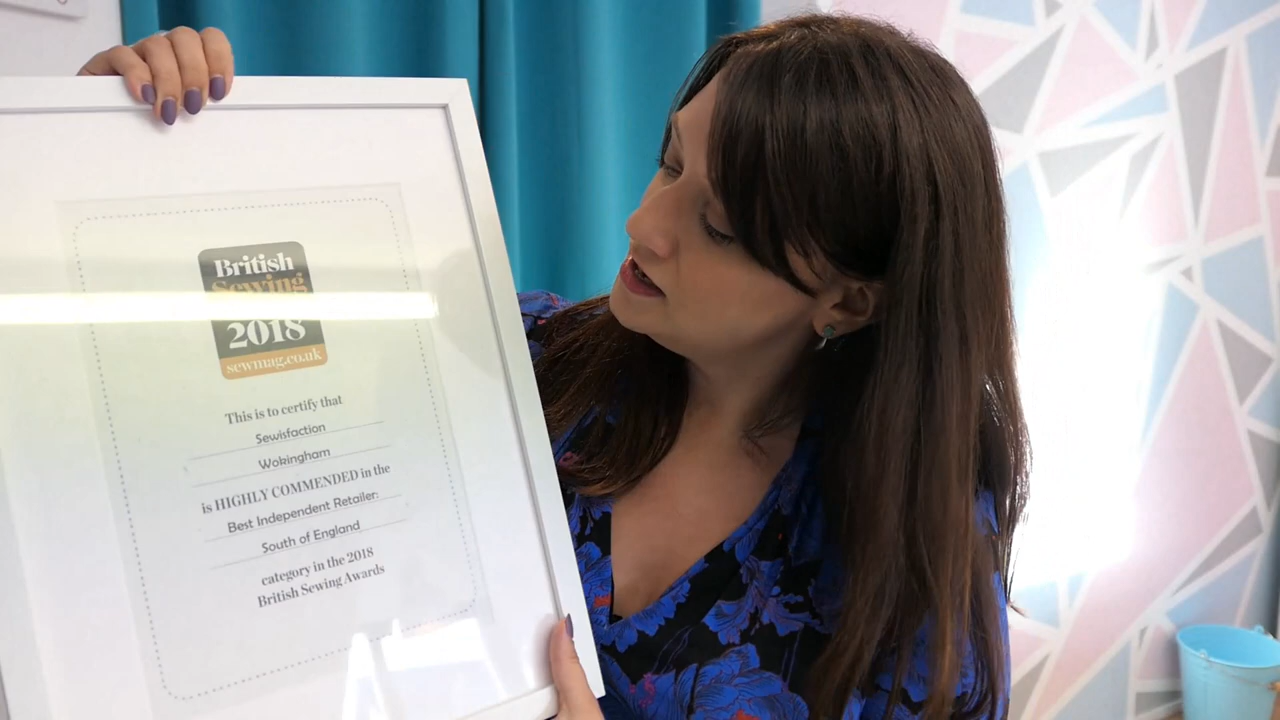 British
Sewing
2018
sewmag.co.uk
This is to certify that
Sewisfaction
Wokingham
is HIGHLY COMMENDED in the
Best Independent Retailer:
South of England
category in the 2018
British Sewing Awards